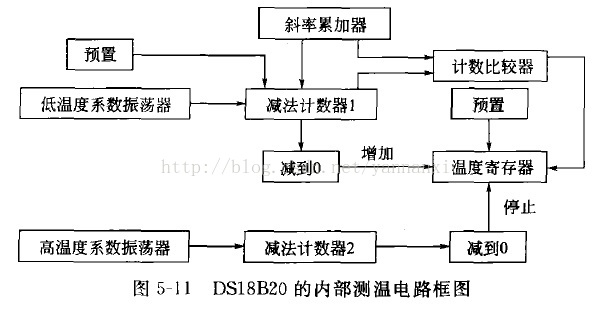 斜率累加器
预置
计数比较器
低温度系数振荡器
减法计数器1
预置
减到0
增加
温度寄存器
停止
高温度系数振荡器
减法计数器2
减到0
图 5-11 DS18B20 的内部测温电路框图